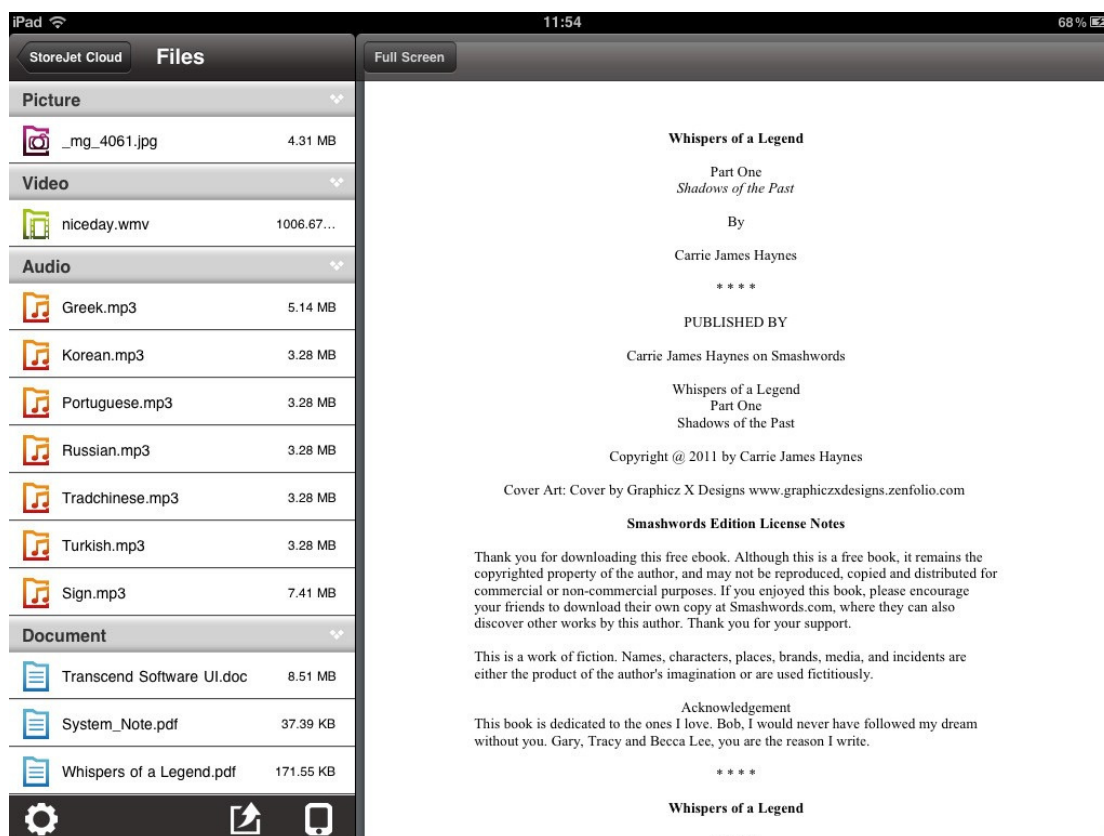 iPad
11:54
68%
StoreJet Cloud
Files
Full Screen
Picture
_mg_4061.jpg
4.31 MB
Video
niceday.wmv
1006.67...
Audio
Greek.mp3
5.14 MB
Korean.mp3
3.28 MB
Portuguese.mp3
3.28 MB
Russian.mp3
3.28 MB
Tradchinese.mp3
3.28 MB
Turkish.mp3
3.28 MB
Sign.mp3
7.41 MB
Document
Transcend Software UI.doc
8.51 MB
System_Note.pdf
37.39 KB
Whispers of a Legend.pdf
171.55 KB
Whispers of a Legend
Part One
Shadows of the Past
By
Carrie James Haynes
* * * *
PUBLISHED BY
Carrie James Haynes on Smashwords
Whispers of a Legend
Part One
Shadows of the Past
Copyright @ 2011 by Carrie James Haynes
Cover Art: Cover by Graphicz X Designs www.graphiczxdesigns.zenfolio.com
Smashwords Edition License Notes
Thank you for downloading this free ebook. Although this is a free book, it remains the
copyrighted property of the author, and may not be reproduced, copied and distributed for
commercial or non-commercial purposes. If you enjoyed this book, please encourage
your friends to download their own copy at Smashwords.com, where they can also
discover other works by this author. Thank you for your support.
This is a work of fiction. Names, characters, places, brands, media, and incidents are
either the product of the author's imagination or are used fictitiously.
Acknowledgement
This book is dedicated to the ones I love. Bob, I would never have followed my dream
without you. Gary, Tracy and Becca Lee, you are the reason I write.
* * * *
Whispers of a Legend